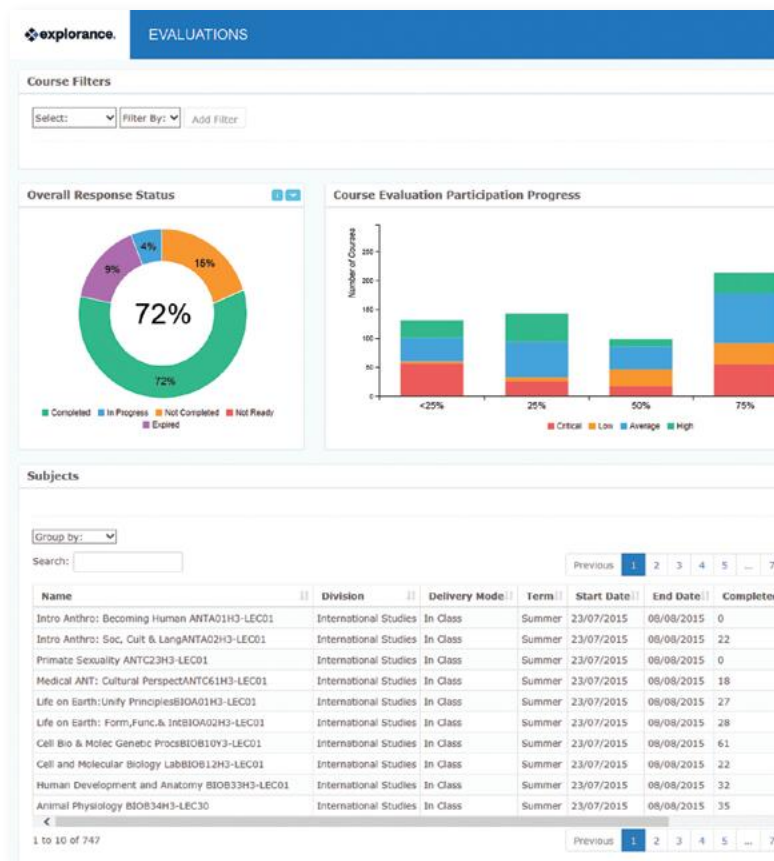 explorance. EVALUATIONS
Course Filters
Select: Filter By: Add Filter
Overall Response Status
4%
15%
9%
72%
72%
Completed In Progress Not Completed Not Ready
Expired
Course Evaluation Participation Progress
Number of Courses
250
200
150
100
50
0
<25% 25% 50% 75%
Critical Low Average High
Subjects
Group by:
Search:
Previous 1 2 3 4 5 ... 7
Name Division Delivery Mode Term Start Date End Date Completed
Intro Anthro: Becoming Human ANTA01H3-LEC01 International Studies In Class Summer 23/07/2015 08/08/2015 0
Intro Anthro: Soc, Cult & LangANTA02H3-LEC01 International Studies In Class Summer 23/07/2015 08/08/2015 22
Primate Sexuality ANTC23H3-LEC01 International Studies In Class Summer 23/07/2015 08/08/2015 0
Medical ANT: Cultural PerspectANTC61H3-LEC01 International Studies In Class Summer 23/07/2015 08/08/2015 18
Life on Earth:Unify PrinciplesBIOA01H3-LEC01 International Studies In Class Summer 23/07/2015 08/08/2015 27
Life on Earth: Form,Func.& IntBIOA02H3-LEC01 International Studies In Class Summer 23/07/2015 08/08/2015 28
Cell Bio & Molec Genetic ProcsBIOB10Y3-LEC01 International Studies In Class Summer 23/07/2015 08/08/2015 61
Cell and Molecular Biology LabBIOB12H3-LEC01 International Studies In Class Summer 23/07/2015 08/08/2015 22
Human Development and Anatomy BIOB33H3-LEC01 International Studies In Class Summer 23/07/2015 08/08/2015 32
Animal Physiology BIOB34H3-LEC30 International Studies In Class Summer 23/07/2015 08/08/2015 35
1 to 10 of 747
Previous 1 2 3 4 5 ... 7